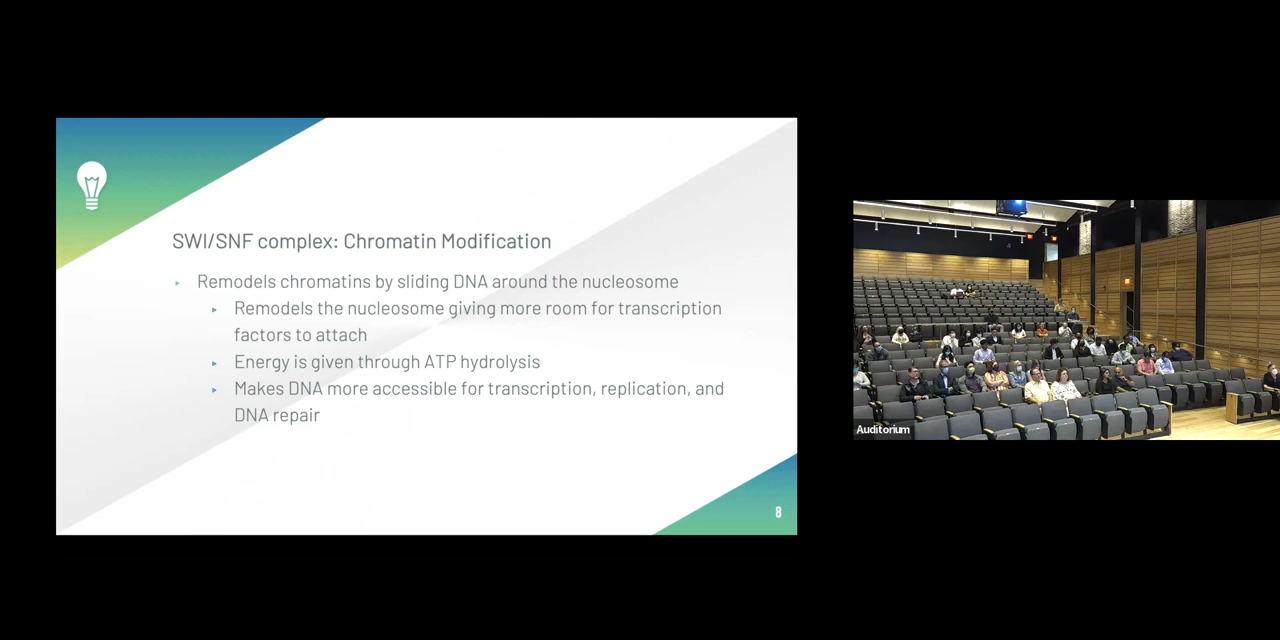 SWI/SNF complex: Chromatin Modification
Remodels chromatins by sliding DNA around the nucleosome
Remodels the nucleosome giving more room for transcription
factors to attach
Energy is given through ATP hydrolysis
Makes DNA more accessible for transcription, replication, and
DNA repair
8
Auditorium